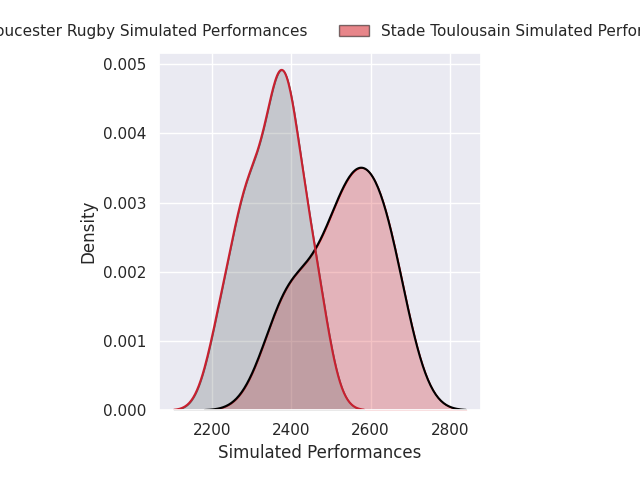 oucester Rugby Simulated Performances
Stade Toulousain Simulated Perfor
0.005
0.004
0.003
0.002
0.001
0.000
Density
2200 2400 2600 2800
Simulated Performances